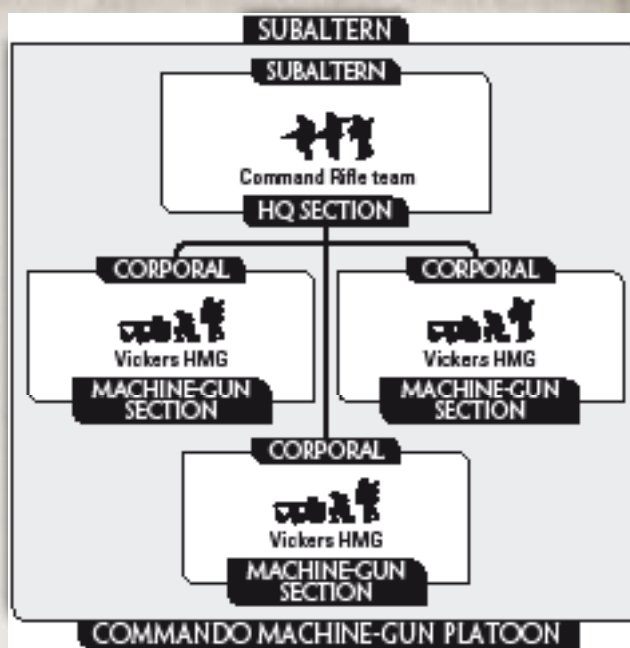 SUBALTERN
SUBALTERN
Command Rifle team
HQ SECTION
CORPORAL
Vickers HMG
MACHINE-GUN
SECTION
CORPORAL
Vickers HMG
MACHINE-GUN
SECTION
CORPORAL
Vickers HMG
MACHINE-GUN
SECTION
COMMANDO MACHINE-GUN PLATOON